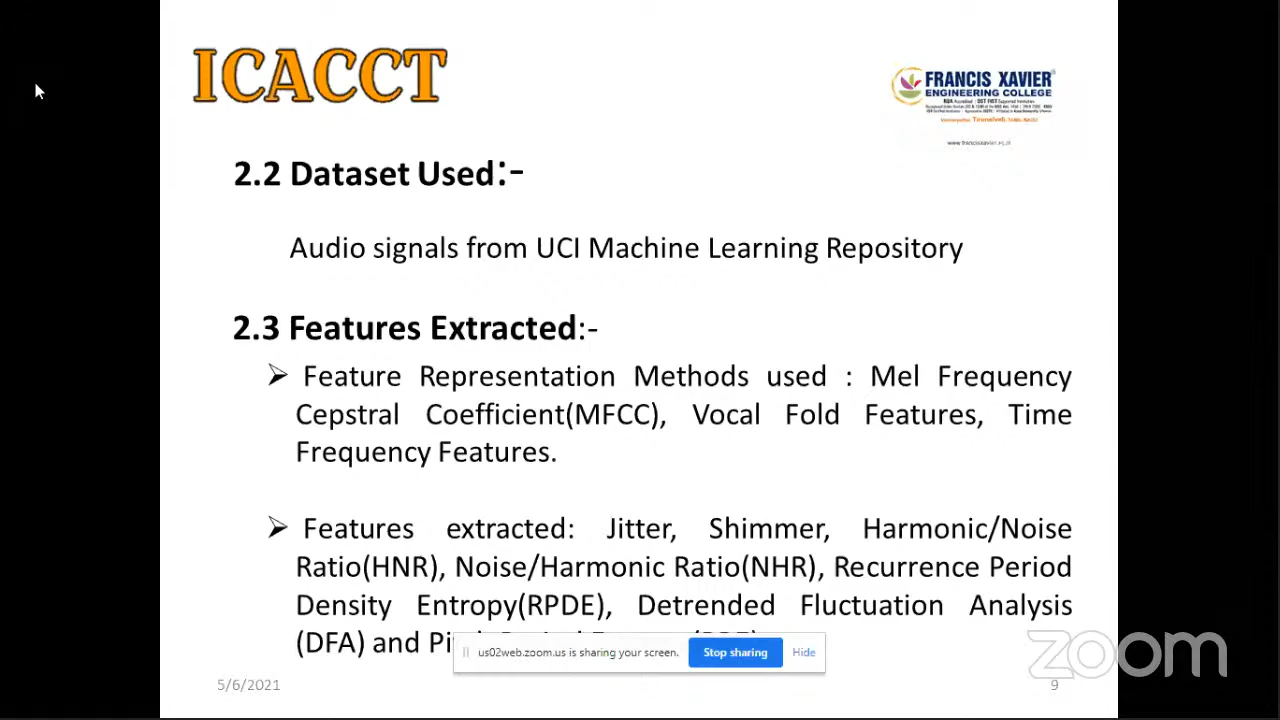 ICACCT
FRANCIS XAVIER
ENGINEERING COLLEGE
2.2 Dataset Used:-
Audio signals from UCI Machine Learning Repository
2.3 Features Extracted:-
➢ Feature Representation Methods used : Mel Frequency
Cepstral Coefficient(MFCC), Vocal Fold Features, Time
Frequency Features.
➢ Features extracted: Jitter, Shimmer, Harmonic/Noise
Ratio(HNR), Noise/Harmonic Ratio(NHR), Recurrence Period
Density Entropy(RPDE), Detrended Fluctuation Analysis
(DFA) and
us02web.zoom.us is sharing your screen. Stop sharing Hide
zoom
5/6/2021 9